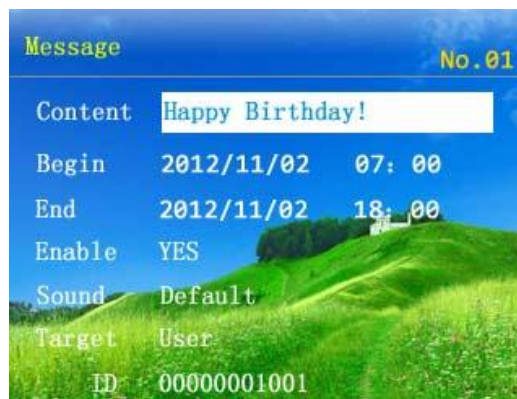 Message
No.01
Content Happy Birthday!
Begin 2012/11/02 07: 00
End 2012/11/02 18: 00
Enable YES
Sound Default
Target User
ID 00000001001